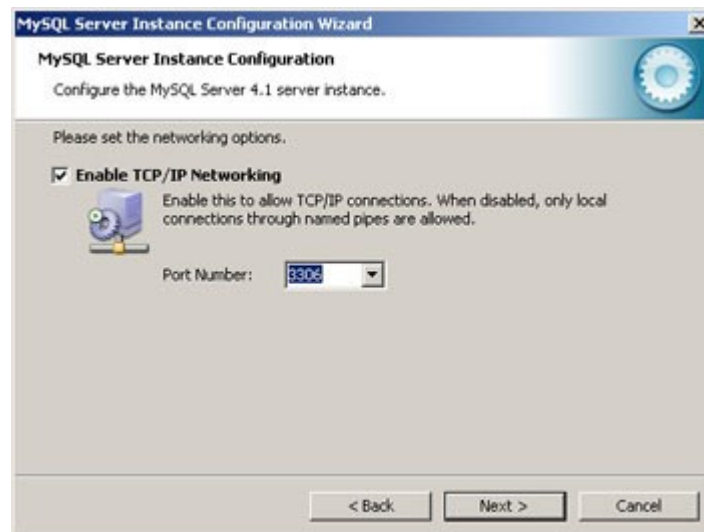 MySQL Server Instance Configuration Wizard
MySQL Server Instance Configuration
Configure the MySQL Server 4.1 server instance.
Please set the networking options.
Enable TCP/IP Networking
Enable this to allow TCP/IP connections. When disabled, only local
connections through named pipes are allowed.
Port Number: 3306
< Back Next > Cancel